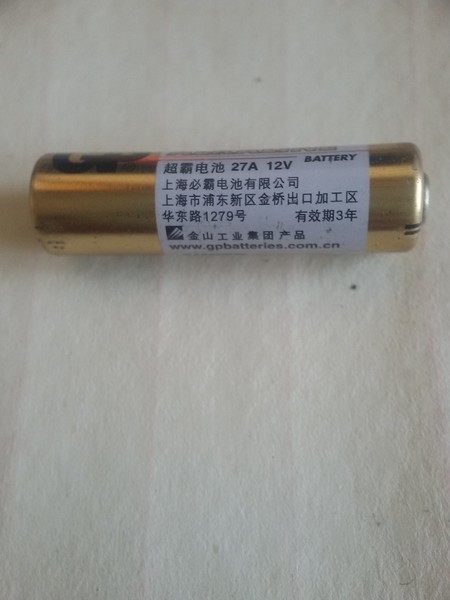 GP
BATTERY
超霸电池 27A 12V
上海必霸电池有限公司
上海市浦东新区金桥出口加工区
华东路1279号 有效期3年
金山工业集团产品
www.gpbatteries.com.cn